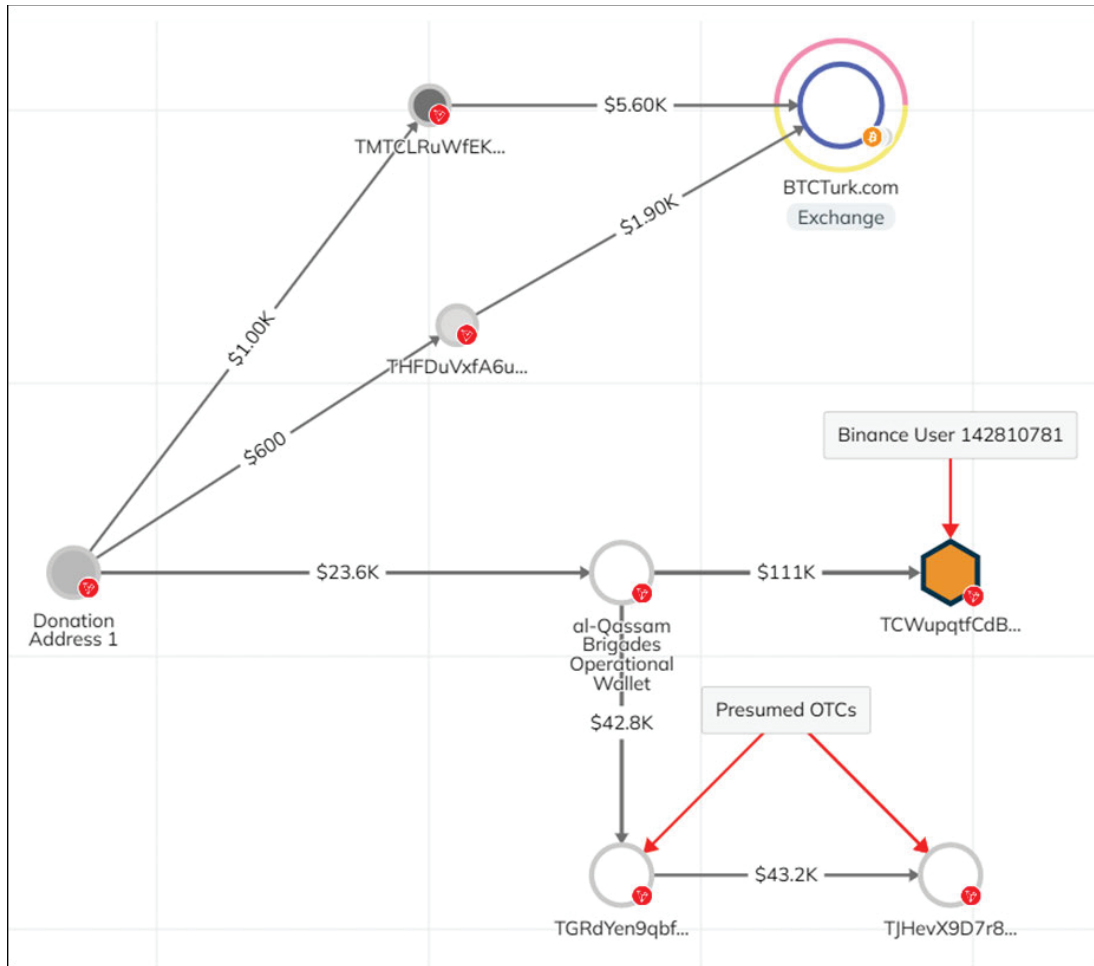 $5.60K
TMTCLRuWfEK...
BTCTurk.com
Exchange
$1.90K
$1.00K
THFDuVxfA6u...
$600
Binance User 142810781
$23.6K
$111K
Donation
Address 1
al-Qassam
Brigades
Operational
Wallet
TCWupqtfCdB...
Presumed OTCs
$42.8K
$43.2K
TGRdYen9qbf...
TJHevX9D7r8...